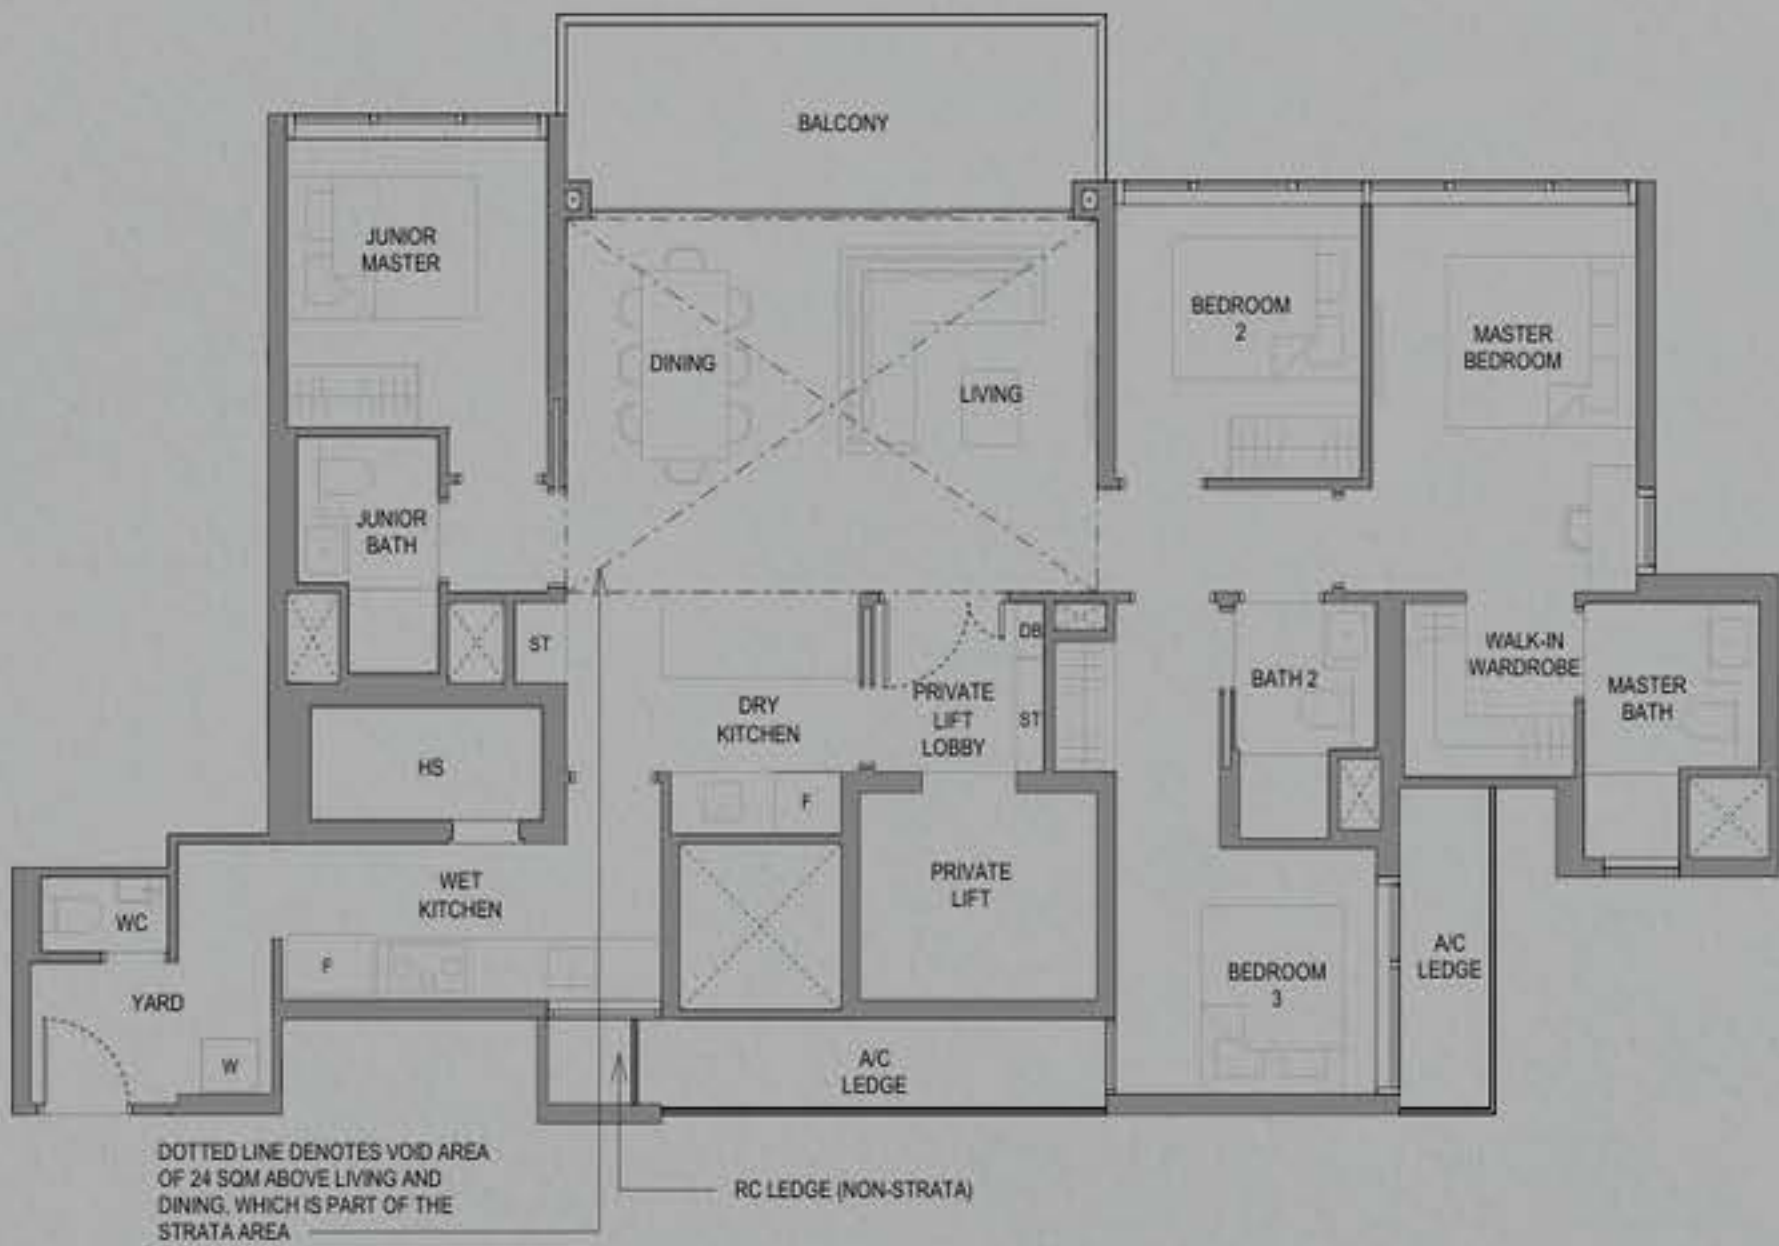 BALCONY
JUNIOR
MASTER
DINING
LIVING
BEDROOM
2
MASTER
BEDROOM
JUNIOR
BATH
ST
DRY
KITCHEN
PRIVATE
LIFT
LOBBY
DB
ST
BATH 2
WALK-IN
WARDROBE
MASTER
BATH
HS
F
WET
KITCHEN
PRIVATE
LIFT
WC
F
YARD
W
BEDROOM
3
A/C
LEDGE
A/C
LEDGE
DOTTED LINE DENOTES VOID AREA
OF 24 SQM ABOVE LIVING AND
DINING, WHICH IS PART OF THE
STRATA AREA
RC LEDGE (NON-STRATA)